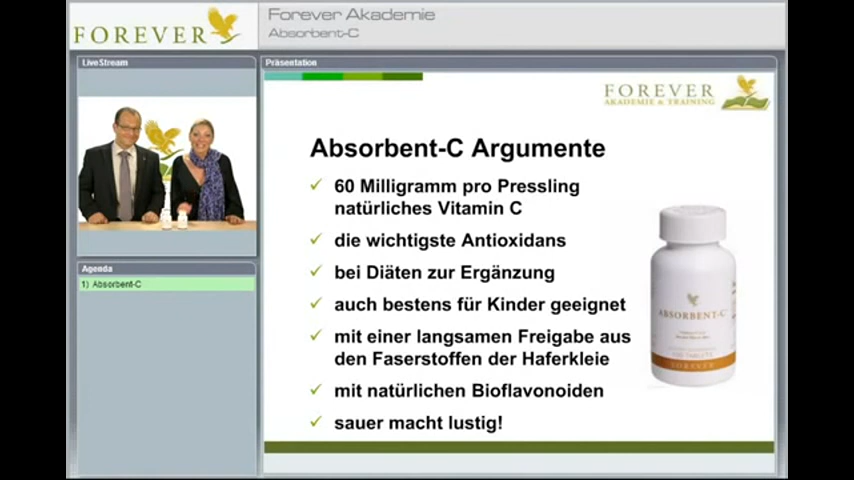 FOREVER
Forever Akademie
Absorbent-C
LiveStream
Präsentation
FOREVER
AKADEMIE & TRAINING
Absorbent-C Argumente
60 Milligramm pro Pressling
natürliches Vitamin C
die wichtigste Antioxidans
bei Diäten zur Ergänzung
auch bestens für Kinder geeignet
mit einer langsamen Freigabe aus
den Faserstoffen der Haferkleie
mit natürlichen Bioflavonoiden
sauer macht lustig!
ABSORBENT-C
FOREVER
Agenda
1) Absorbent-C